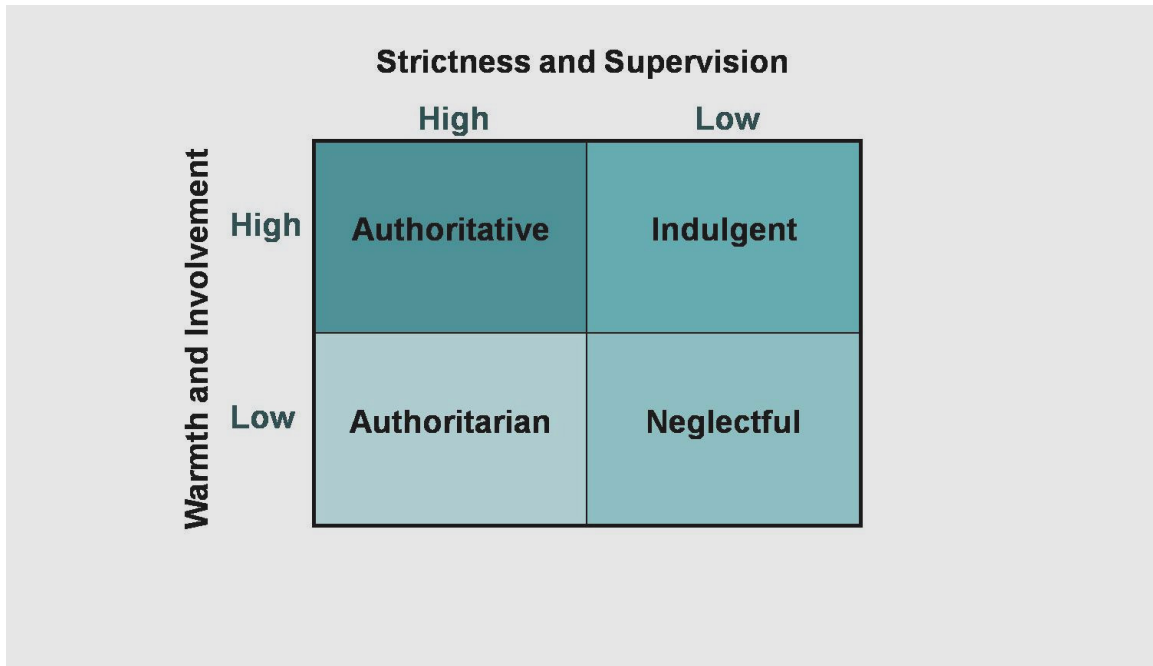 Strictness and Supervision
High Low
Warmth and Involvement
High Authoritative Indulgent
Low Authoritarian Neglectful